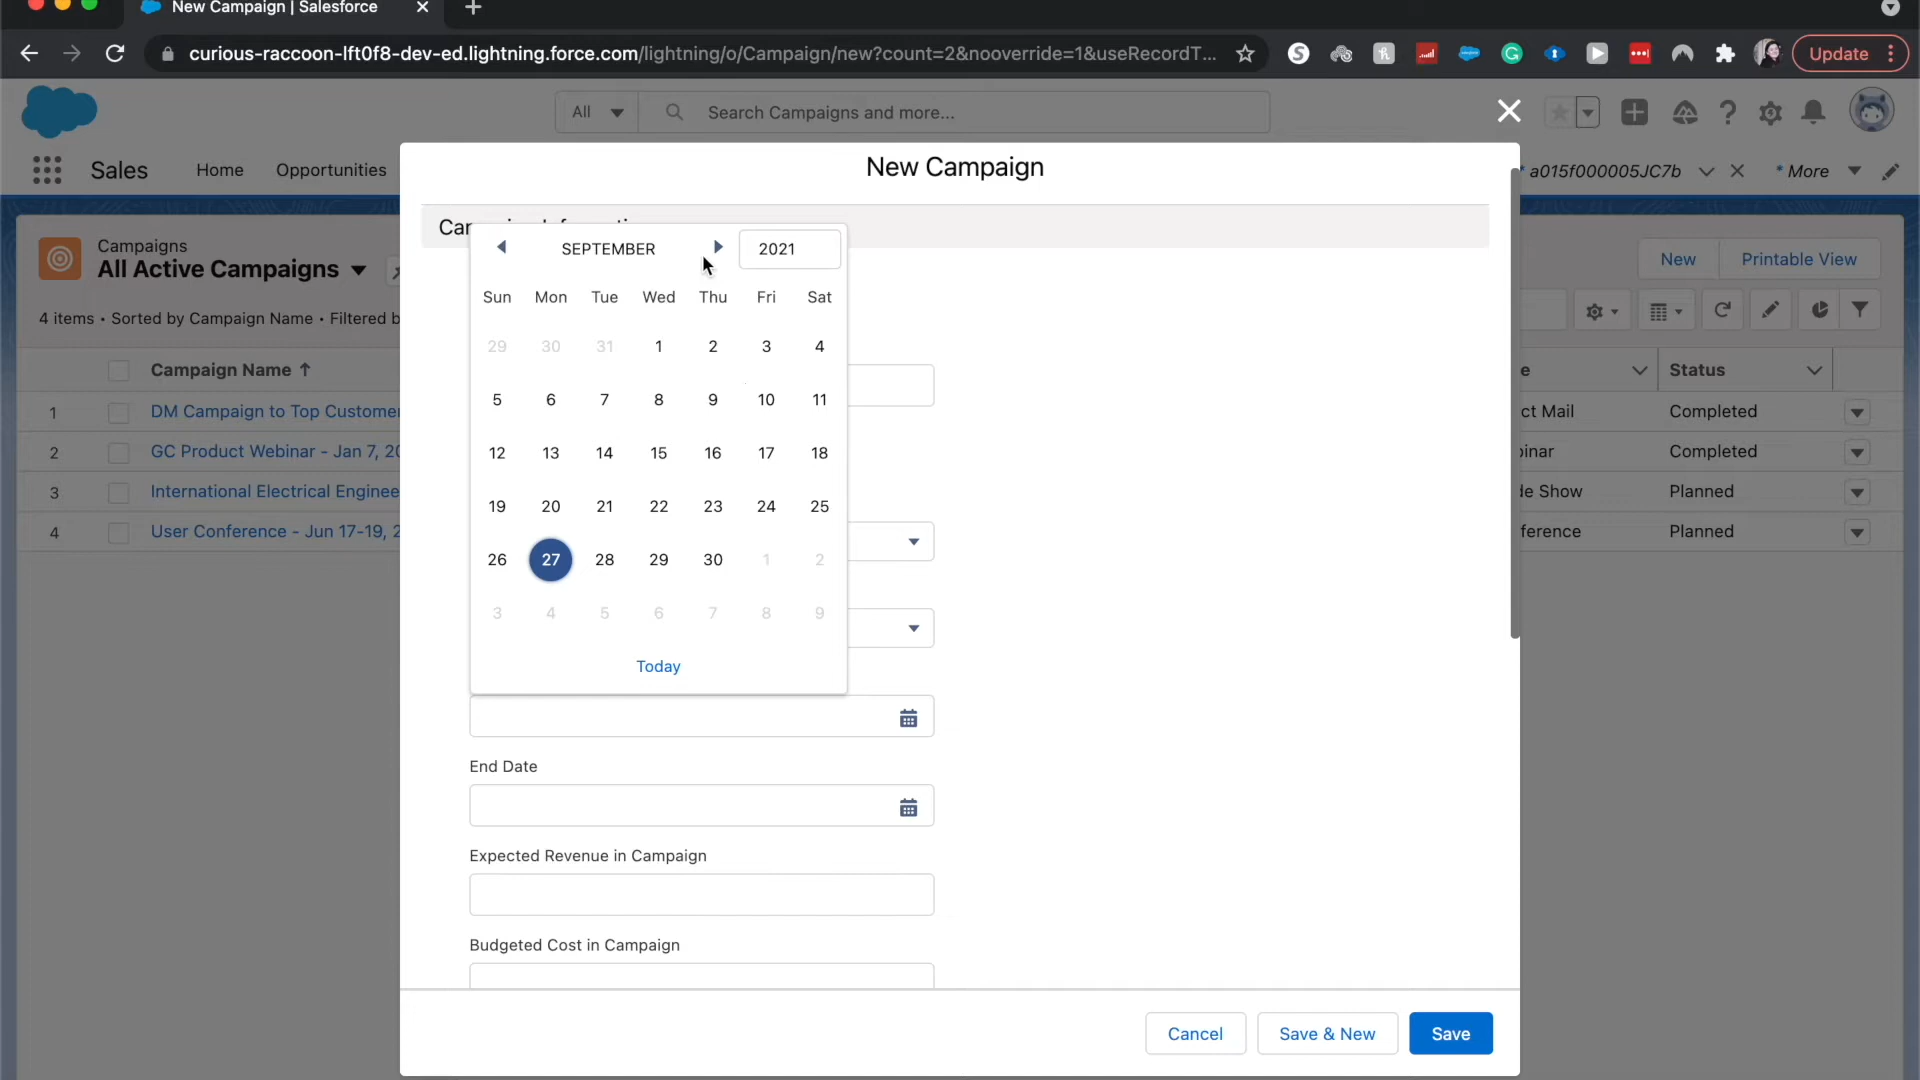 New Campaign | Salesforce
curious-raccoon-lft0f8-dev-ed.lightning.force.com/lightning/o/Campaign/new?count=2&nooverride=1&useRecordT...
Update
All
Search Campaigns and more...
Sales
Home
Opportunities
* a015f000005JC7b
* More
New Campaign
Campaigns
All Active Campaigns
New
Printable View
4 items • Sorted by Campaign Name • Filtered b
Campaign Name
Status
1
DM Campaign to Top Custome
ct Mail
Completed
2
GC Product Webinar - Jan 7, 20
inar
Completed
3
International Electrical Enginee
de Show
Planned
4
User Conference - Jun 17-19, 2
ference
Planned
SEPTEMBER
2021
Sun Mon Tue Wed Thu Fri Sat
29 30 31 1 2 3 4
5 6 7 8 9 10 11
12 13 14 15 16 17 18
19 20 21 22 23 24 25
26 27 28 29 30 1 2
3 4 5 6 7 8 9
Today
End Date
Expected Revenue in Campaign
Budgeted Cost in Campaign
Cancel
Save & New
Save